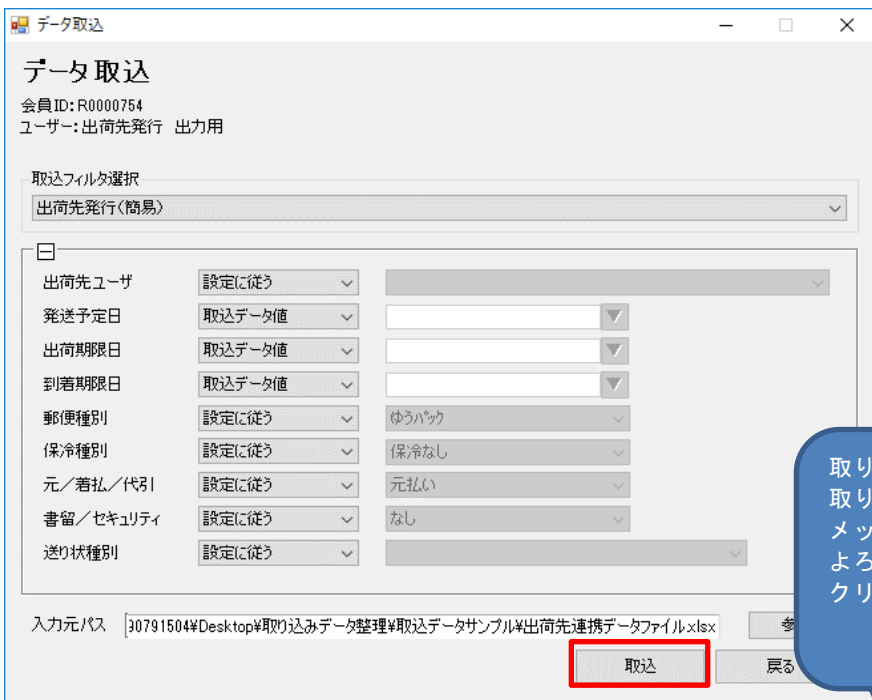 データ取込
データ取込
会員ID:R0000754
ユーザー:出荷先発行 出力用
取込フィルタ選択
出荷先発行(簡易)
出荷先ユーザ 設定に従う
発送予定日 取込データ値
出荷期限日 取込データ値
到着期限日 取込データ値
郵便種別 設定に従う ゆうパック
保冷種別 設定に従う 保冷なし
元/着払/代引 設定に従う 元払い
書留/セキュリティ 設定に従う なし
送り状種別 設定に従う
取り
取り
メッ
よろ
クリ
入力元パス 90791504¥Desktop¥取り込みデータ整理¥取込データサンプル¥出荷先連携データファイル.xlsx 参
取込 戻る